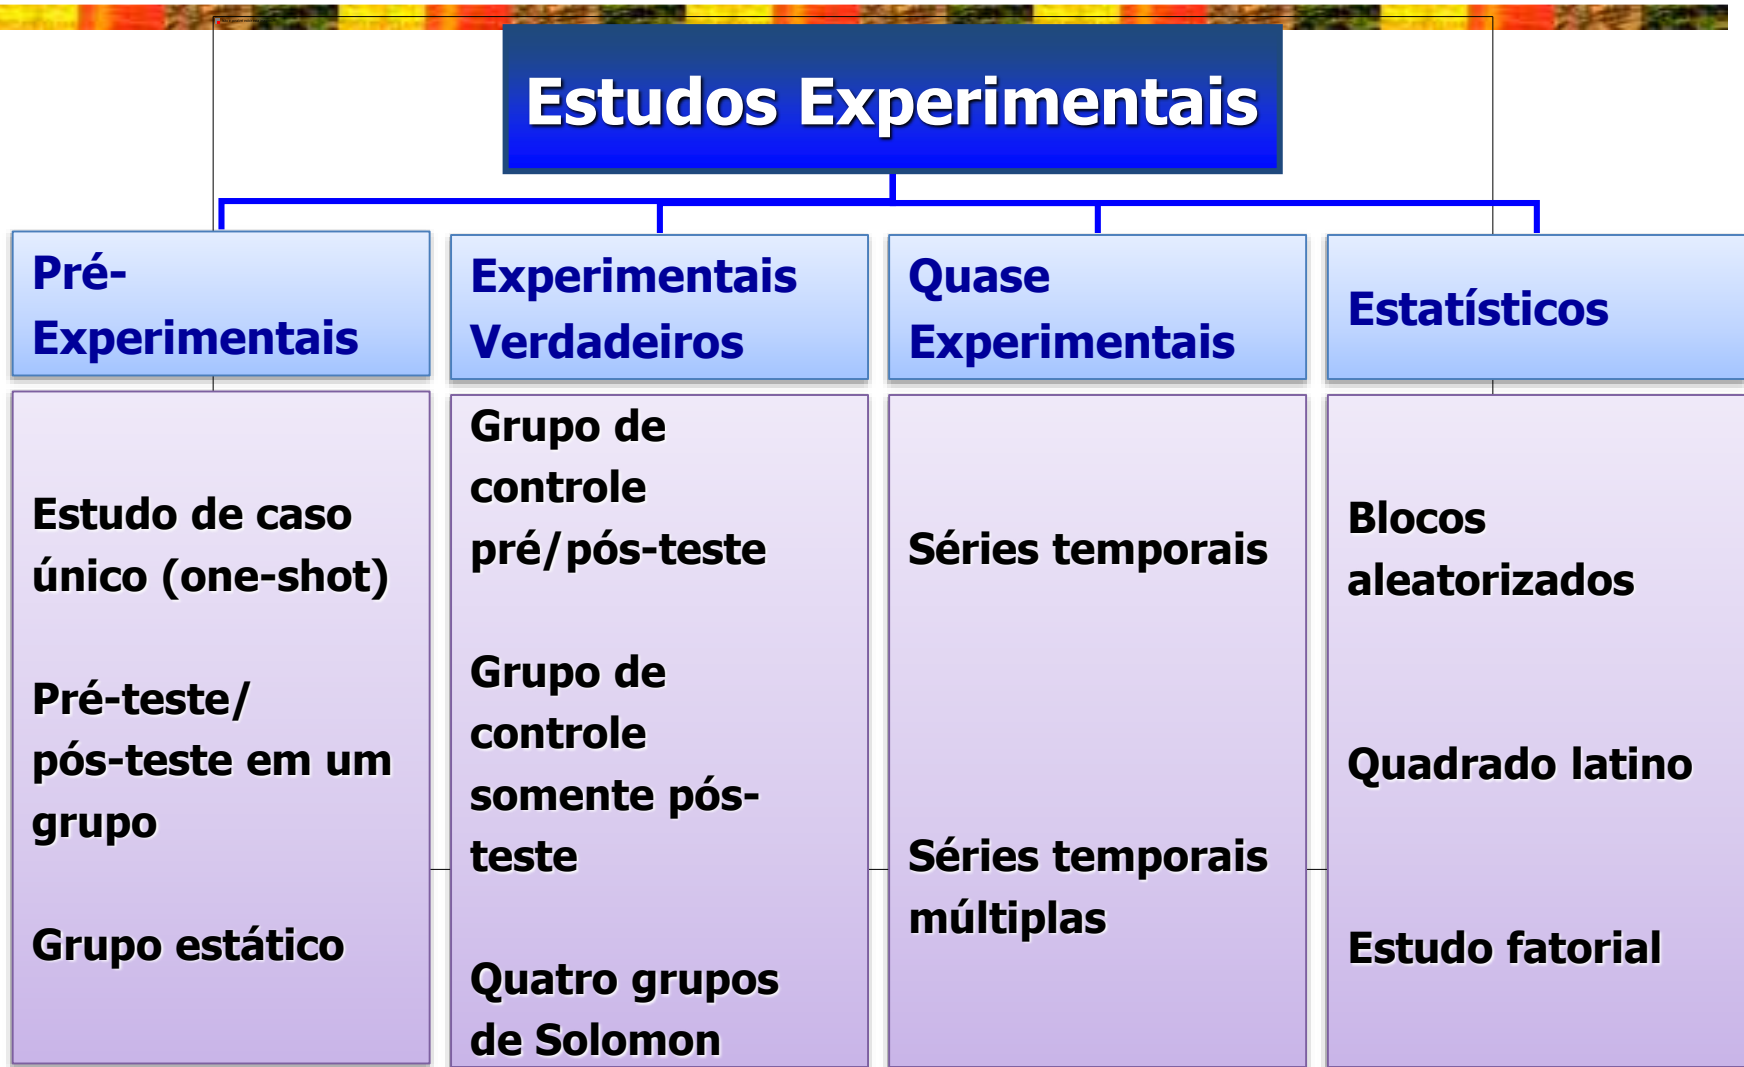 Estudos Experimentais
Pré-
Experimentais
Estudo de caso
único (one-shot)
Pré-teste/
pós-teste em um
grupo
Grupo estático
Experimentais
Verdadeiros
Grupo de
controle
pré/pós-teste
Grupo de
controle
somente pós-
teste
Quatro grupos
de Solomon
Quase
Experimentais
Séries temporais
Séries temporais
múltiplas
Estatísticos
Blocos
aleatorizados
Quadrado latino
Estudo fatorial